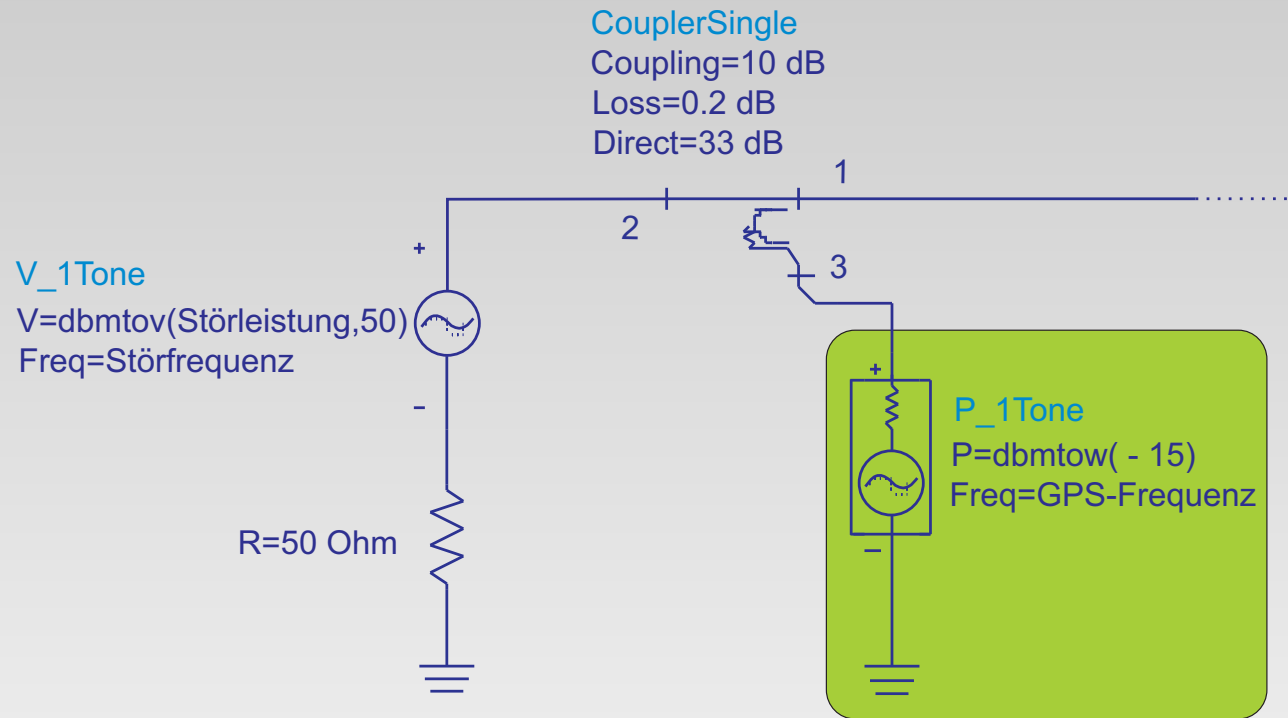 CouplerSingle
Coupling=10 dB
Loss=0.2 dB
Direct=33 dB
1
2
3
+
V_1Tone
V=dbmtov(Störleistung,50)
Freq=Störfrequenz
-
R=50 Ohm
+
P_1Tone
P=dbmtow( - 15)
Freq=GPS-Frequenz
-